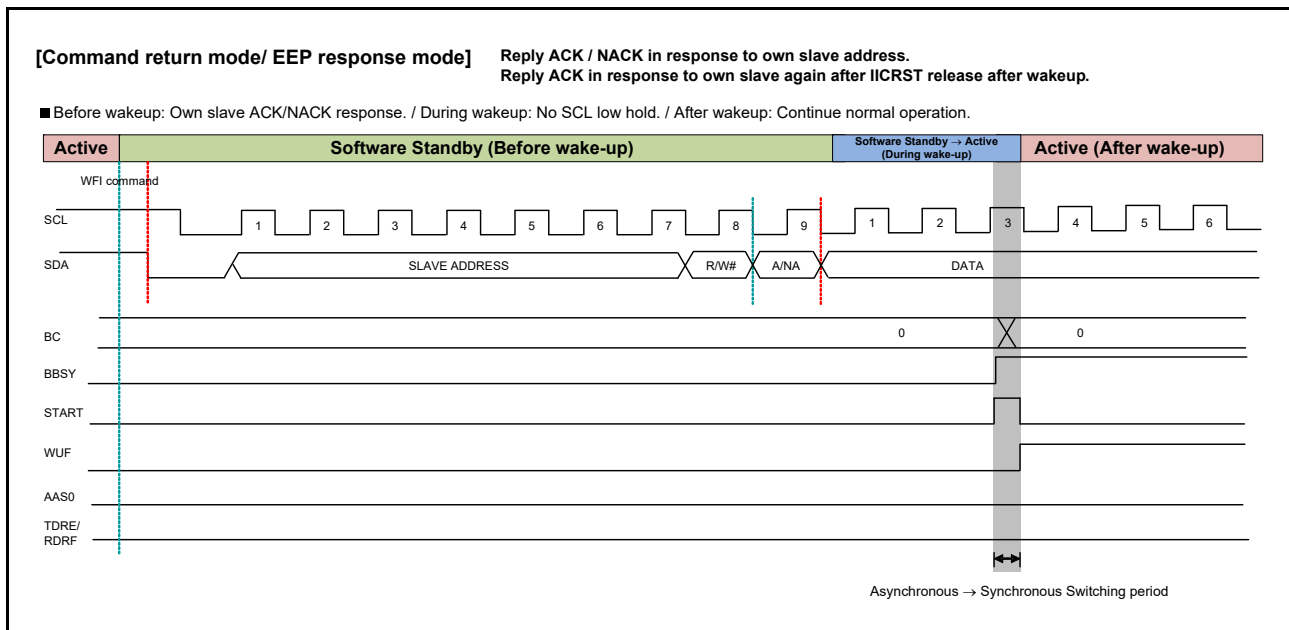 [Command return mode/ EEP response mode]
Reply ACK / NACK in response to own slave address.
Reply ACK in response to own slave again after IICRST release after wakeup.
■ Before wakeup: Own slave ACK/NACK response. / During wakeup: No SCL low hold. / After wakeup: Continue normal operation.
Active
Software Standby (Before wake-up)
Software Standby → Active
(During wake-up)
Active (After wake-up)
WFI command
SCL
1 2 3 4 5 6 7 8 9 1 2 3 4 5 6
SDA
SLAVE ADDRESS R/W# A/NA DATA
BC
0 0
BBSY
START
WUF
AAS0
TDRE/
RDRF
Asynchronous → Synchronous Switching period